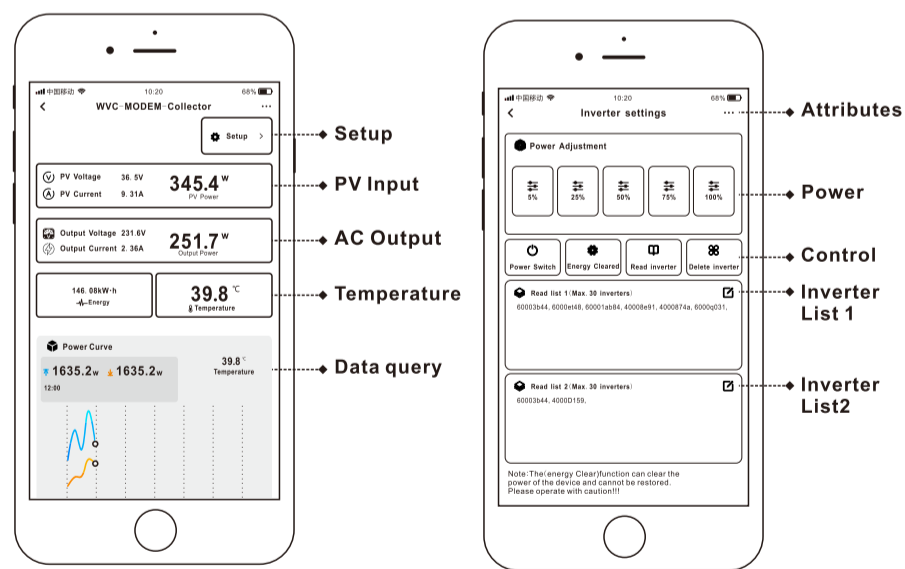 中国移动 10:20 68%
WVC-MODEM-Collector ...
Setup >
Setup
PV Voltage 36. 5V
PV Current 9. 31A
345.4 W
PV Power
PV Input
Output Voltage 231.6V
Output Current 2. 36A
251.7 W
Output Power
AC Output
146. 08kW·h
Energy
39.8 ℃
Temperature
Temperature
Power Curve
1635.2w 1635.2w
12:00
39.8 ℃
Temperature
Data query
中国移动 10:20 68%
Inverter settings ...
Attributes
Power Adjustment
5% 25% 50% 75% 100%
Power
Power Switch Energy Cleared Read inverter Delete inverter
Control
Read list 1(Max. 30 inverters)
60003b44, 6000et48, 60001ab84, 40008e91, 4000874a, 6000q031,
Inverter
List 1
Read list 2(Max. 30 inverters)
60003b44, 4000D159,
Inverter
List2
Note:The(energy Clear)function can clear the
power of the device and cannot be restored.
Please operate with caution!!!